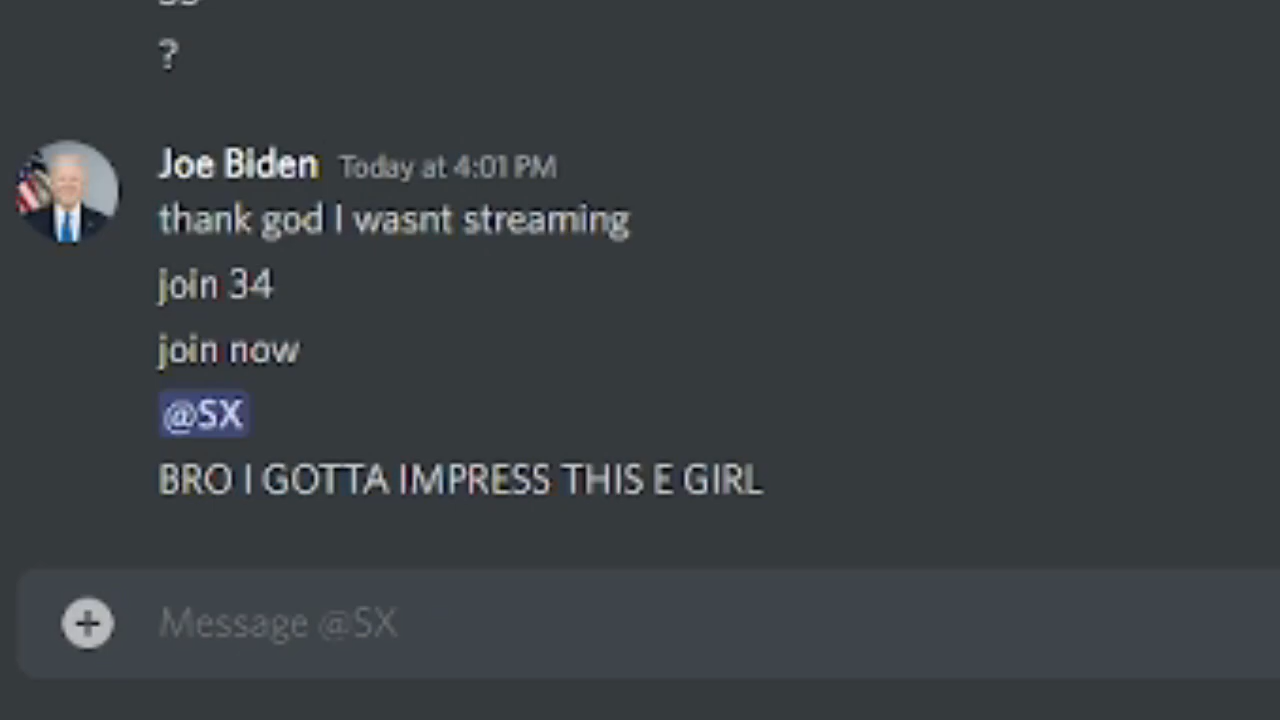 ?
Joe Biden Today at 4:01 PM
thank god I wasnt streaming
join 34
join now
@SX
BRO I GOTTA IMPRESS THIS E GIRL
Message @SX